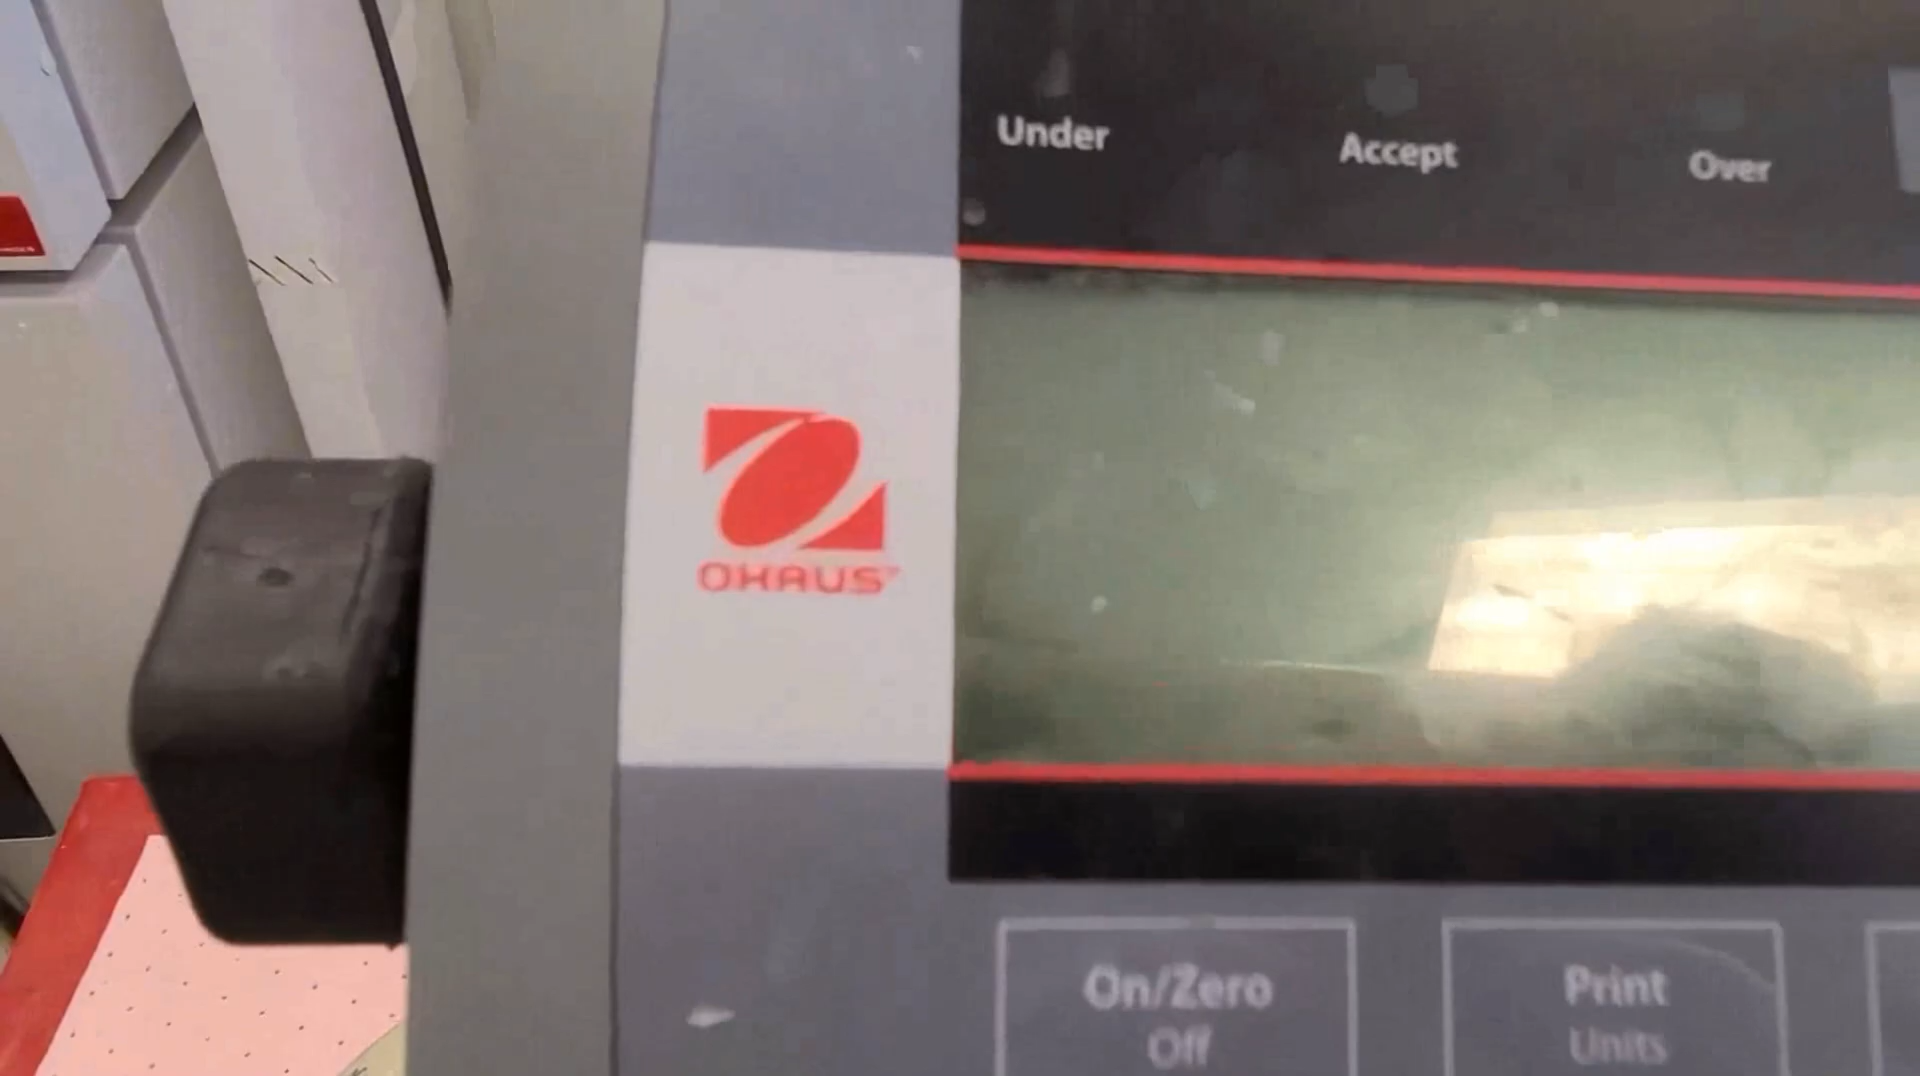 Under
Accept
Over
OHAUS
On/Zero
Off
Print
Units